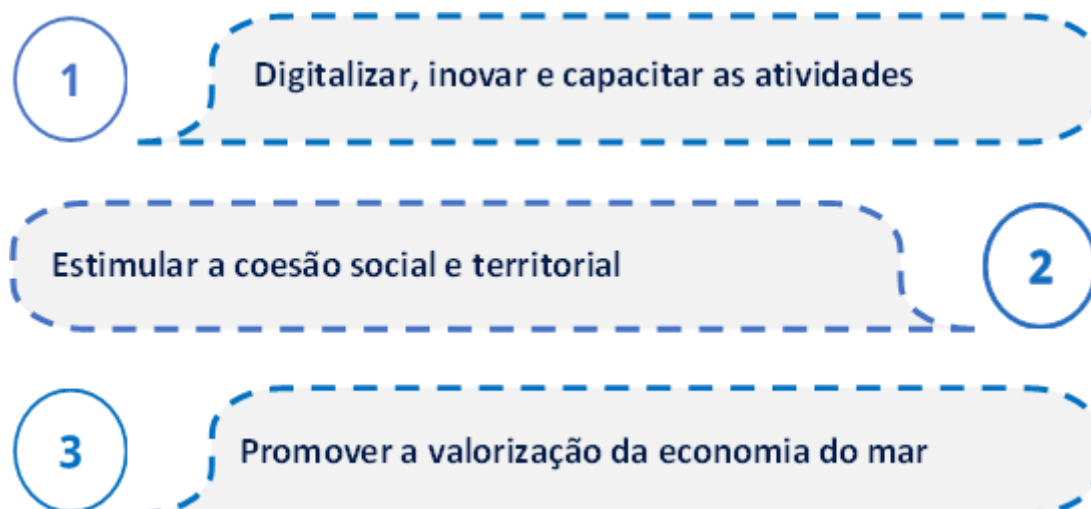 1
Digitalizar, inovar e capacitar as atividades
Estimular a coesão social e territorial
2
3
Promover a valorização da economia do mar